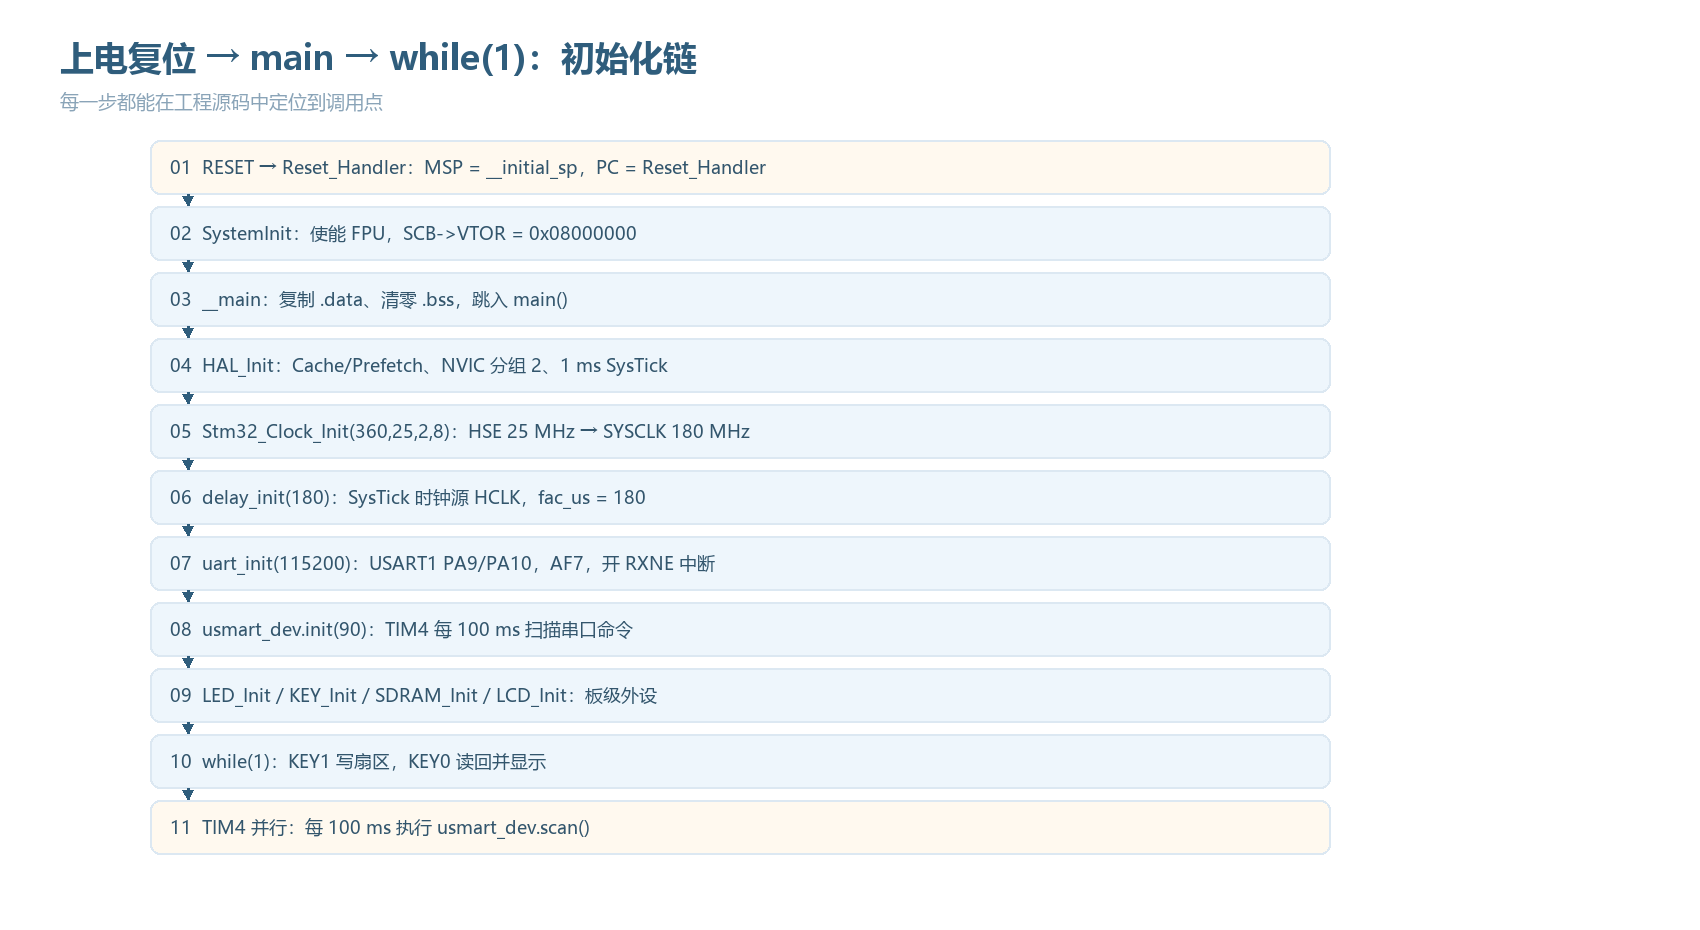 上电复位 → main → while(1)：初始化链
每一步都能在工程源码中定位到调用点
01 RESET → Reset_Handler：MSP = __initial_sp，PC = Reset_Handler
02 SystemInit：使能 FPU，SCB->VTOR = 0x08000000
03 __main：复制 .data、清零 .bss，跳入 main()
04 HAL_Init：Cache/Prefetch、NVIC 分组 2、1 ms SysTick
05 Stm32_Clock_Init(360,25,2,8)：HSE 25 MHz → SYSCLK 180 MHz
06 delay_init(180)：SysTick 时钟源 HCLK，fac_us = 180
07 uart_init(115200)：USART1 PA9/PA10，AF7，开 RXNE 中断
08 usmart_dev.init(90)：TIM4 每 100 ms 扫描串口命令
09 LED_Init / KEY_Init / SDRAM_Init / LCD_Init：板级外设
10 while(1)：KEY1 写扇区，KEY0 读回并显示
11 TIM4 并行：每 100 ms 执行 usmart_dev.scan()